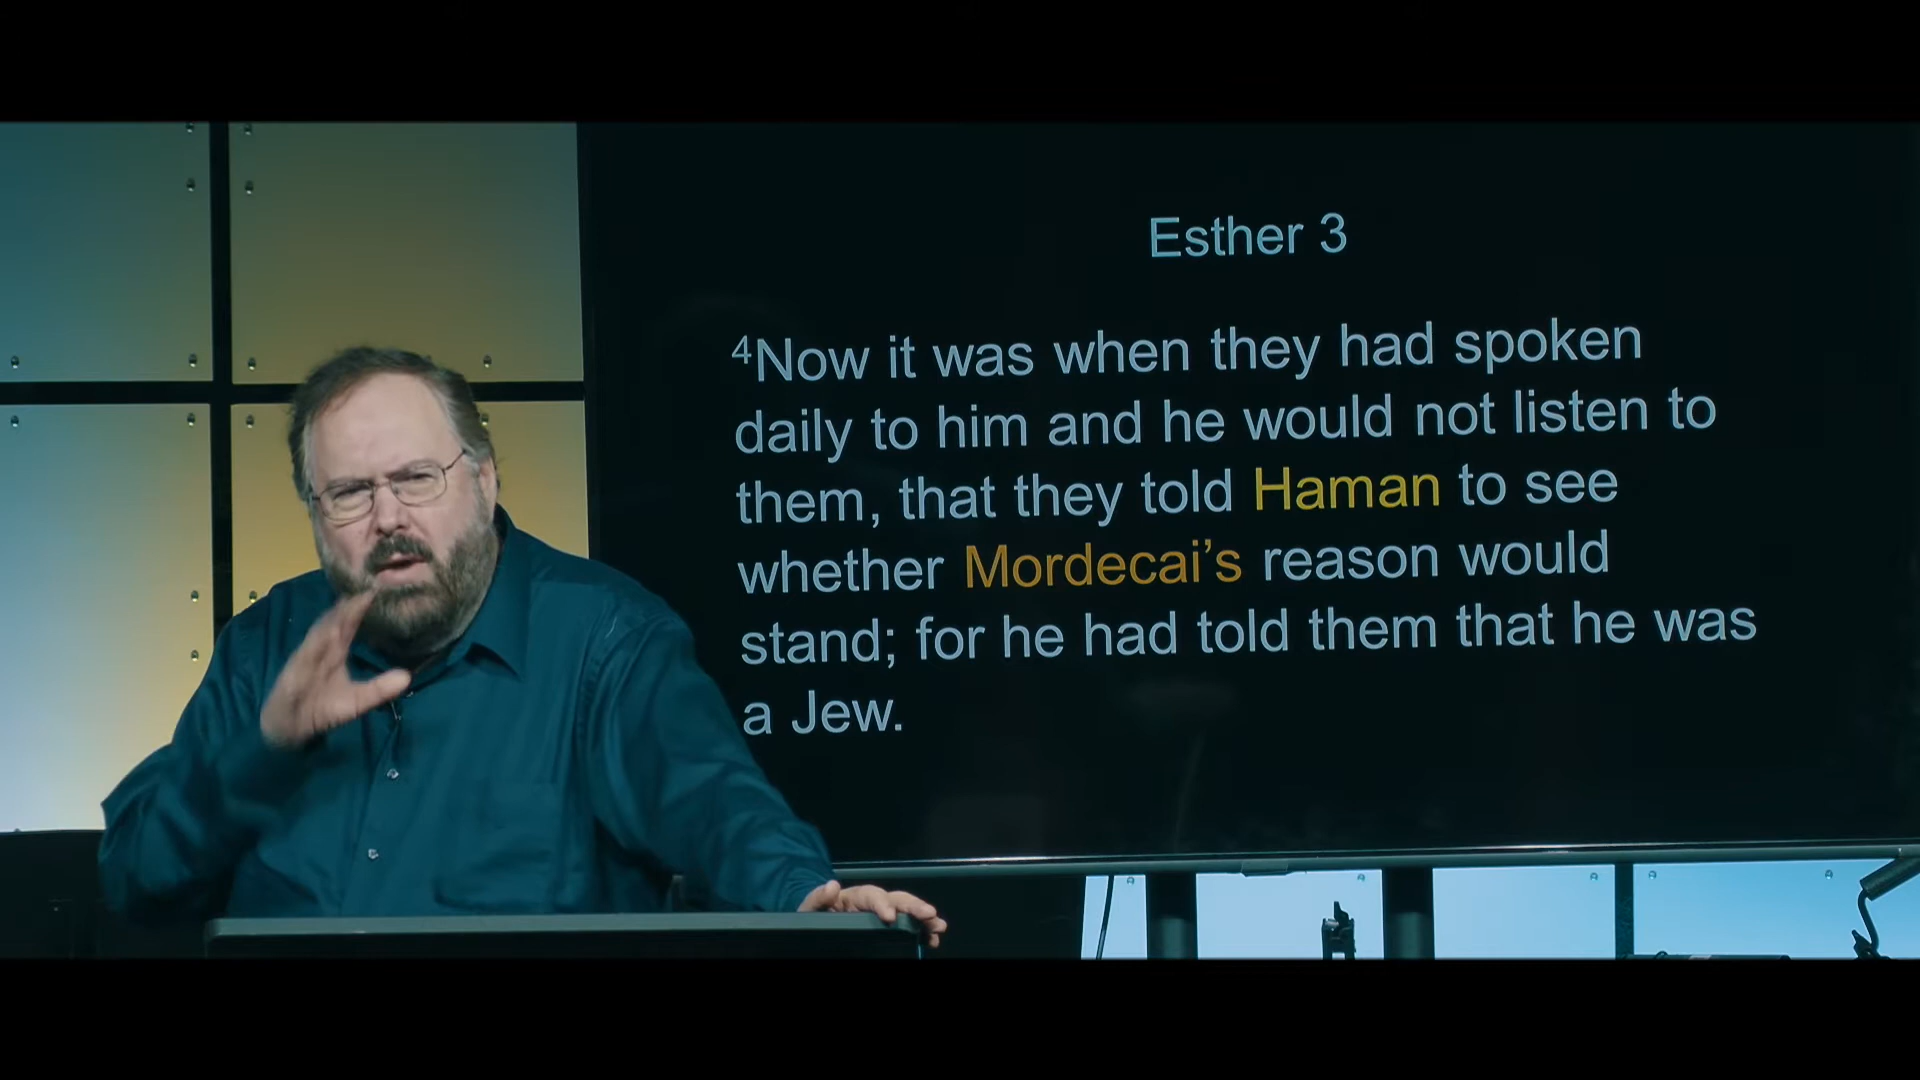 Esther 3
⁴Now it was when they had spoken
daily to him and he would not listen to
them, that they told Haman to see
whether Mordecai’s reason would
stand; for he had told them that he was
a Jew.